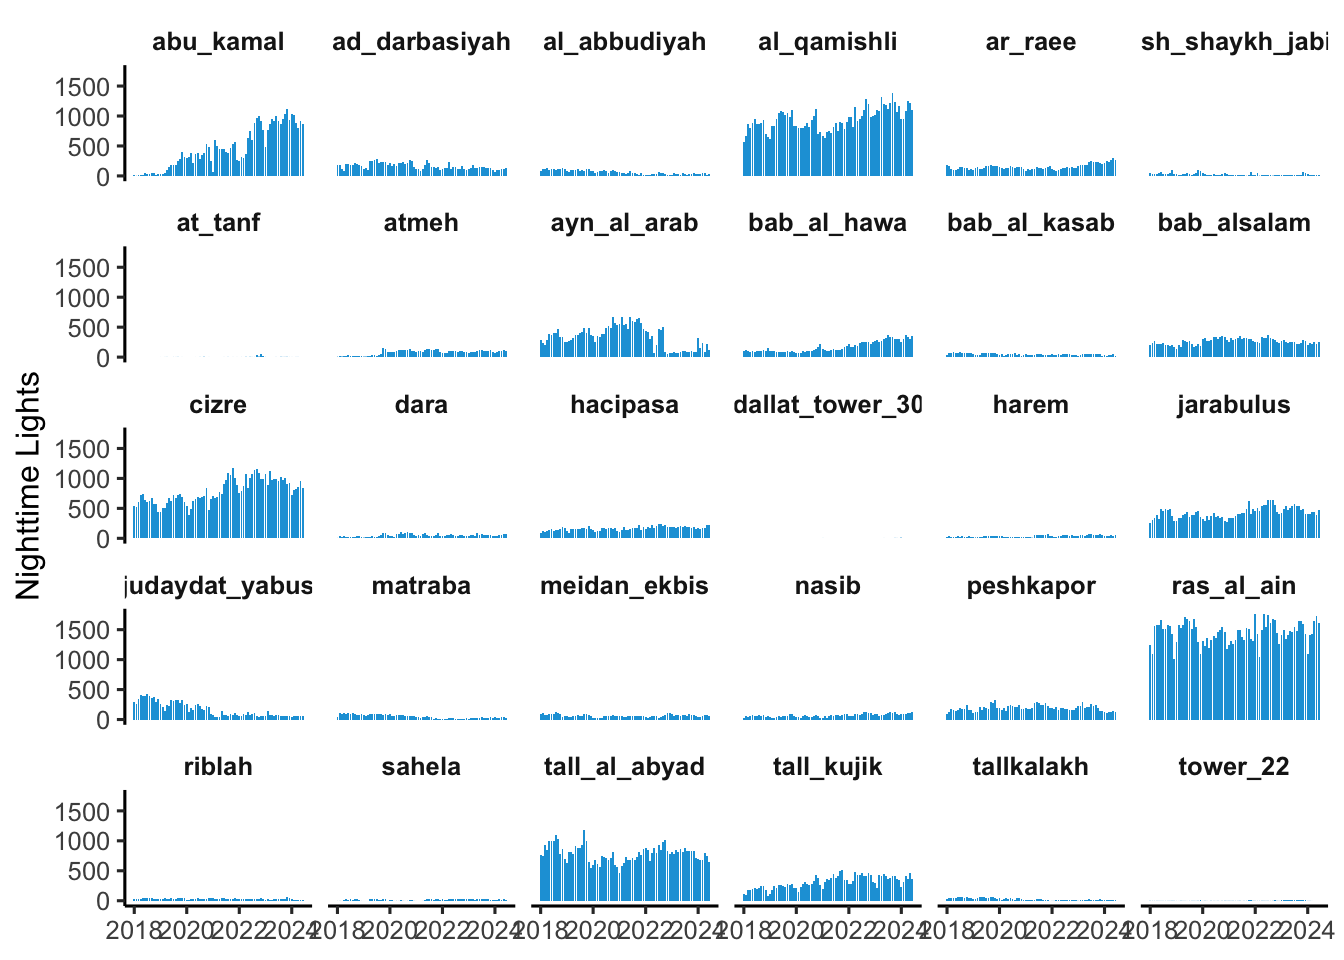 abu_kamal ad_darbasiyah al_abbudiyah al_qamishli ar_raee sh_shaykh_jabi
1500
1000
500
0
at_tanf atmeh ayn_al_arab bab_al_hawa bab_al_kasab bab_alsalam
1500
1000
500
0
Nighttime Lights
cizre dara hacipasa dallat_tower_30 harem jarabulus
1500
1000
500
0
judaydat_yabus matraba meidan_ekbis nasib peshkapor ras_al_ain
1500
1000
500
0
riblah sahela tall_al_abyad tall_kujik tallkalakh tower_22
1500
1000
500
0
2018 2020 2022 2024 2018 2020 2022 2024 2018 2020 2022 2024 2018 2020 2022 2024 2018 2020 2022 2024 2018 2020 2022 2024